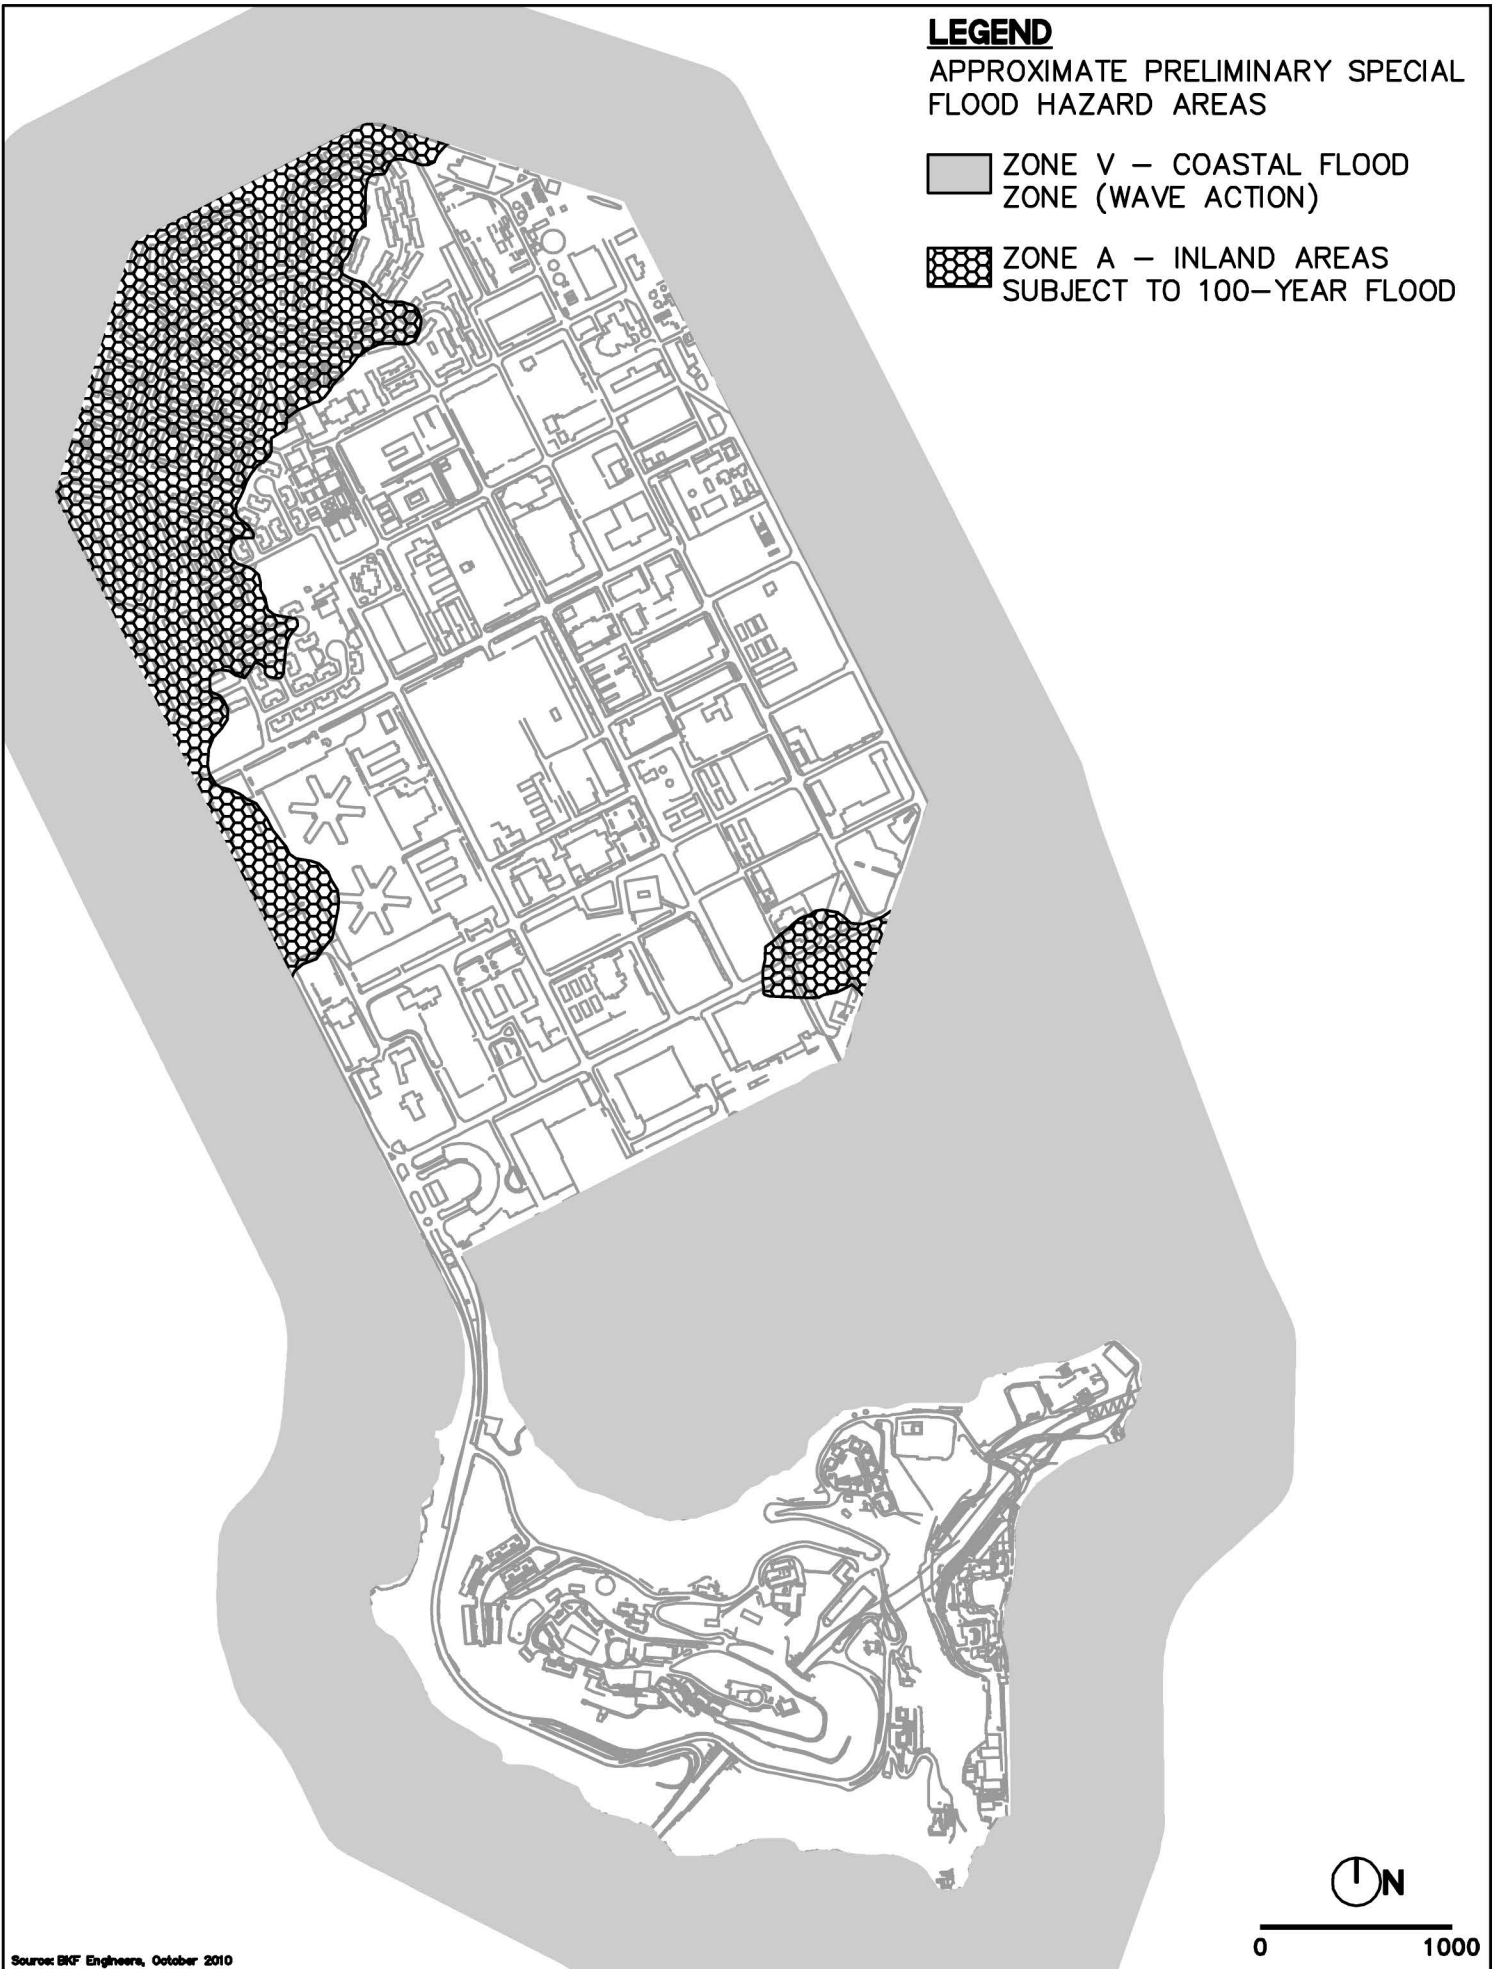 LEGEND
APPROXIMATE PRELIMINARY SPECIAL
FLOOD HAZARD AREAS
ZONE V – COASTAL FLOOD
ZONE (WAVE ACTION)
ZONE A – INLAND AREAS
SUBJECT TO 100–YEAR FLOOD
N
0 1000
Source: BKF Engineers, October 2010